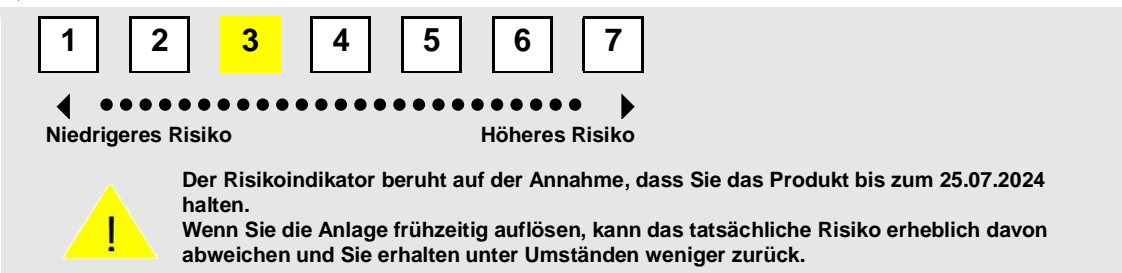 1 2 3 4 5 6 7
Niedrigeres Risiko Höheres Risiko
!
Der Risikoindikator beruht auf der Annahme, dass Sie das Produkt bis zum 25.07.2024
halten.
Wenn Sie die Anlage frühzeitig auflösen, kann das tatsächliche Risiko erheblich davon
abweichen und Sie erhalten unter Umständen weniger zurück.